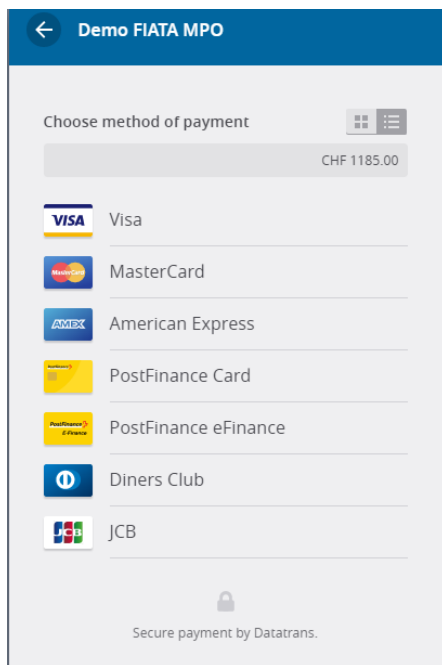 Demo FIATA MPO
Choose method of payment
CHF 1185.00
VISA Visa
MasterCard MasterCard
AMEX American Express
PostFinance PostFinance Card
PostFinance
E-Finance PostFinance eFinance
Diners Club
JCB JCB
Secure payment by Datatrans.